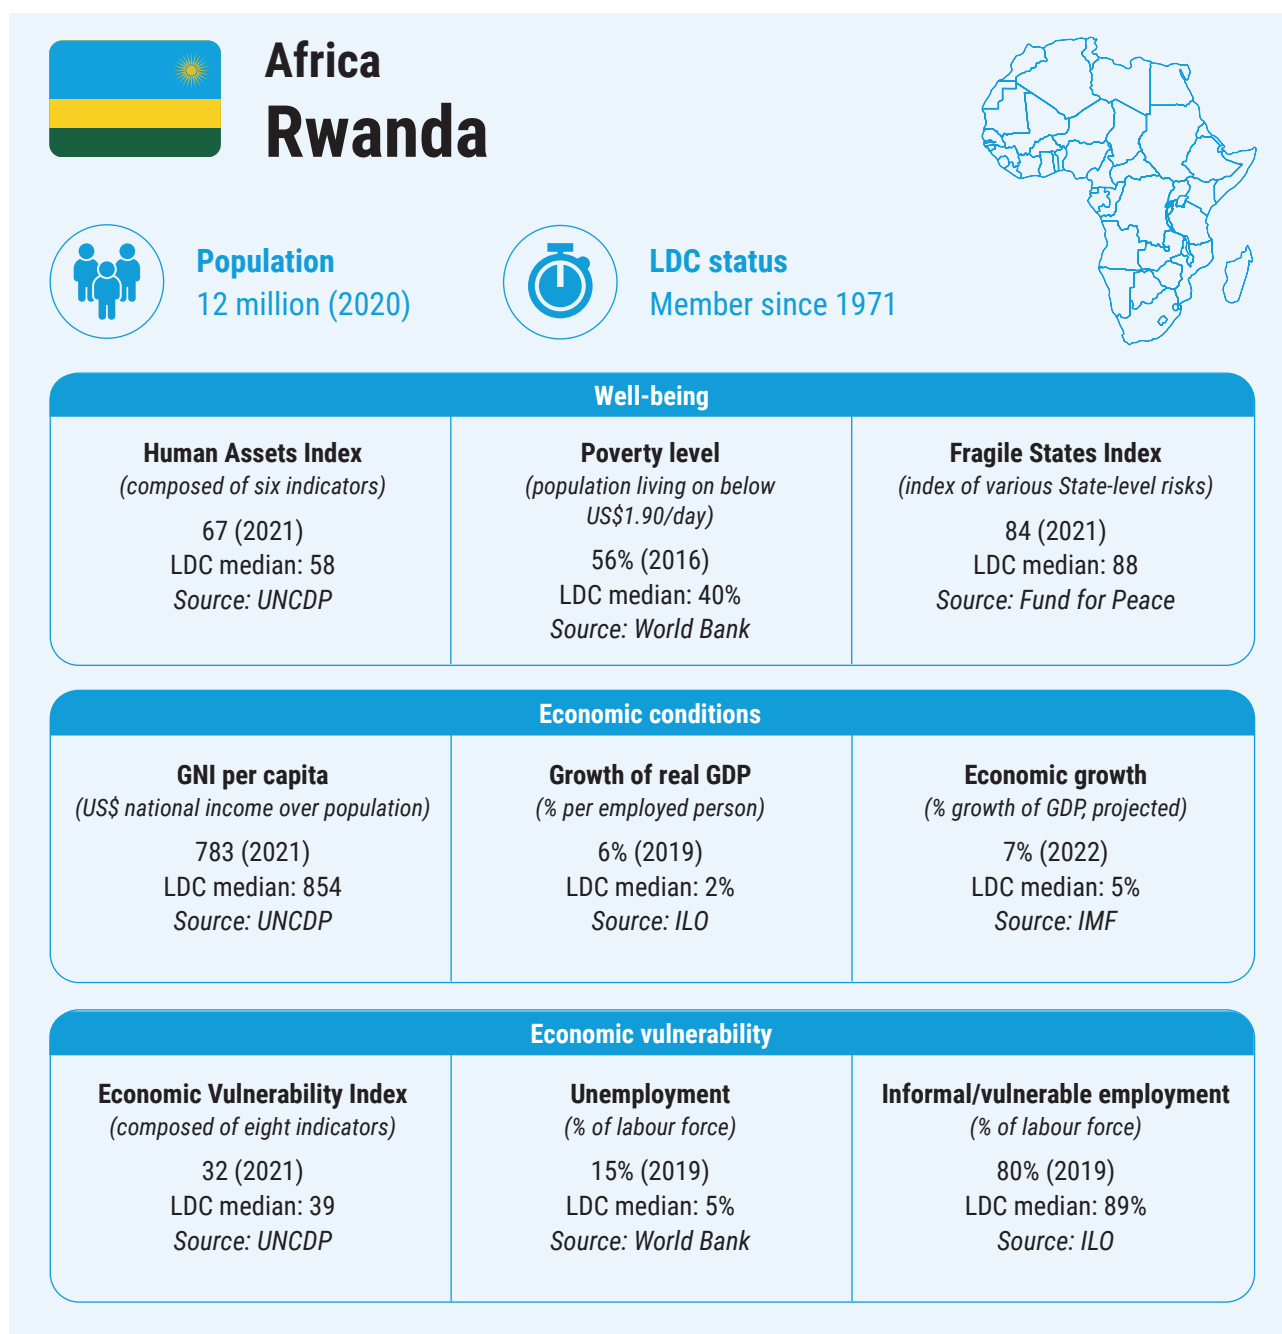 Africa
Rwanda
Population
12 million (2020)
LDC status
Member since 1971
Well-being
Human Assets Index
(composed of six indicators)
67 (2021)
LDC median: 58
Source: UNCDP
Poverty level
(population living on below
US$1.90/day)
56% (2016)
LDC median: 40%
Source: World Bank
Fragile States Index
(index of various State-level risks)
84 (2021)
LDC median: 88
Source: Fund for Peace
Economic conditions
GNI per capita
(US$ national income over population)
783 (2021)
LDC median: 854
Source: UNCDP
Growth of real GDP
(% per employed person)
6% (2019)
LDC median: 2%
Source: ILO
Economic growth
(% growth of GDP, projected)
7% (2022)
LDC median: 5%
Source: IMF
Economic vulnerability
Economic Vulnerability Index
(composed of eight indicators)
32 (2021)
LDC median: 39
Source: UNCDP
Unemployment
(% of labour force)
15% (2019)
LDC median: 5%
Source: World Bank
Informal/vulnerable employment
(% of labour force)
80% (2019)
LDC median: 89%
Source: ILO